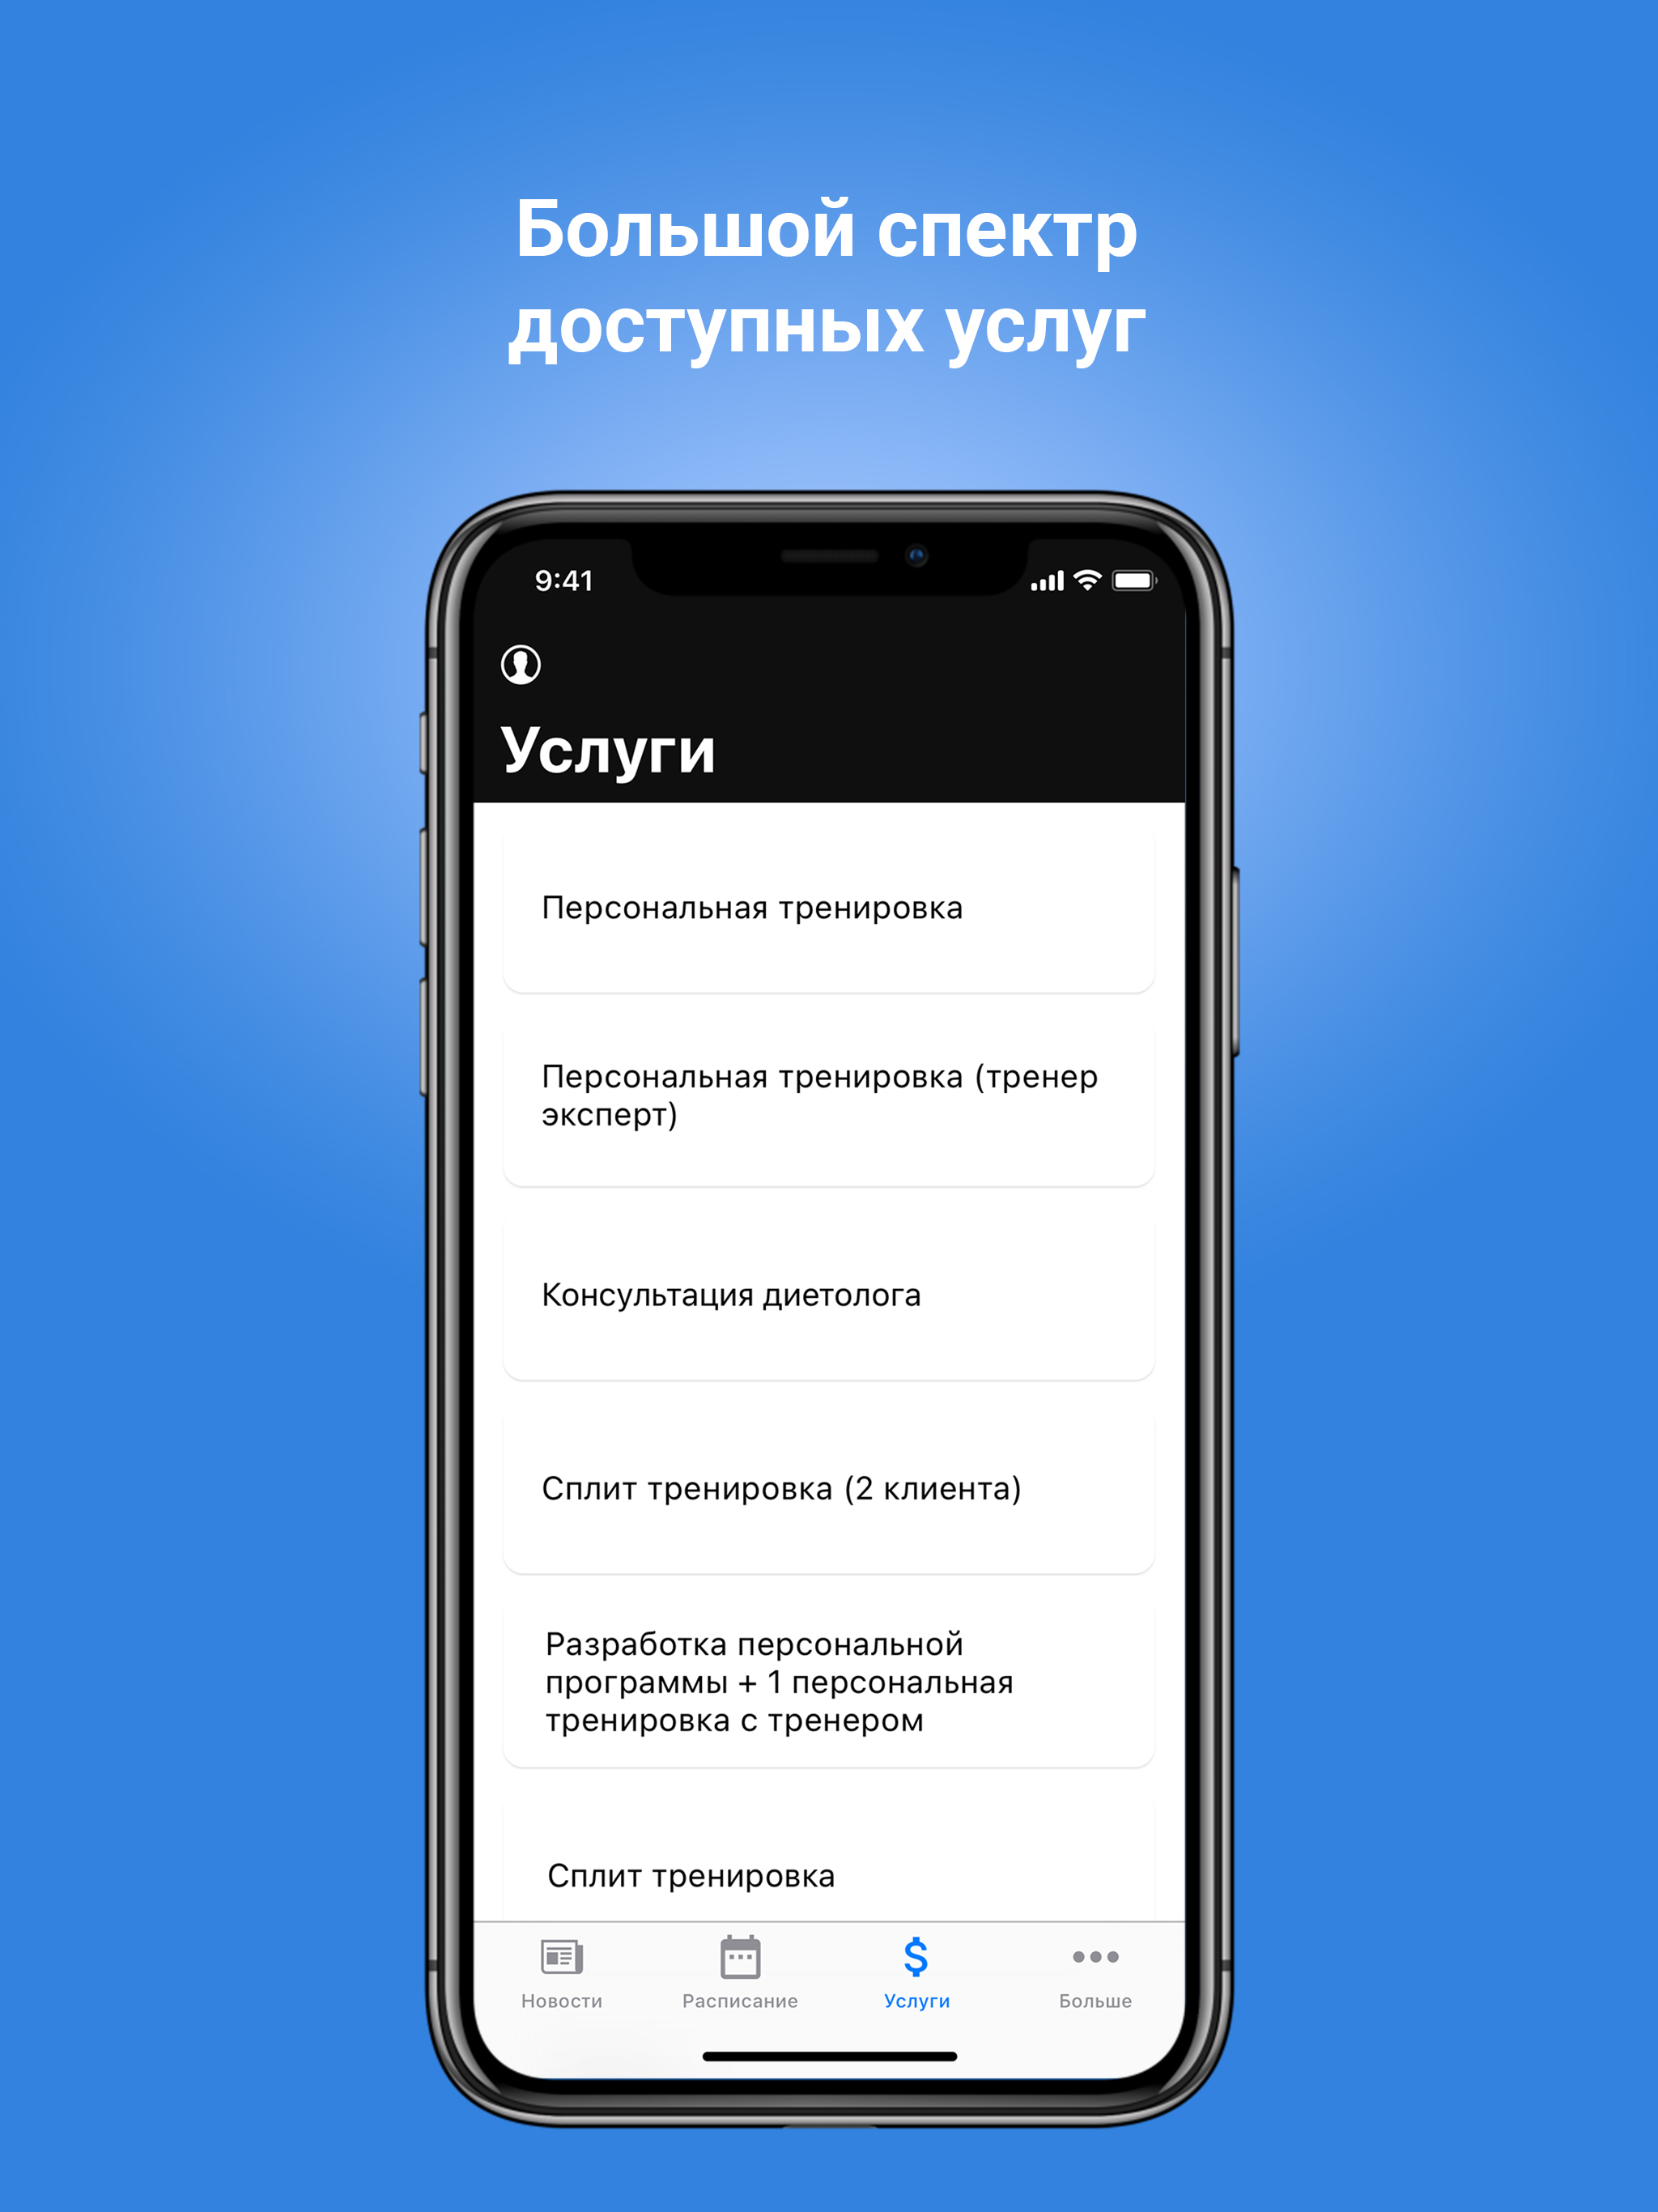 Большой спектр
доступных услуг
9:41
Услуги
Персональная тренировка
Персональная тренировка (тренер
эксперт)
Консультация диетолога
Сплит тренировка (2 клиента)
Разработка персональной
программы + 1 персональная
тренировка с тренером
Сплит тренировка
Новости
Расписание
$
Услуги
Больше